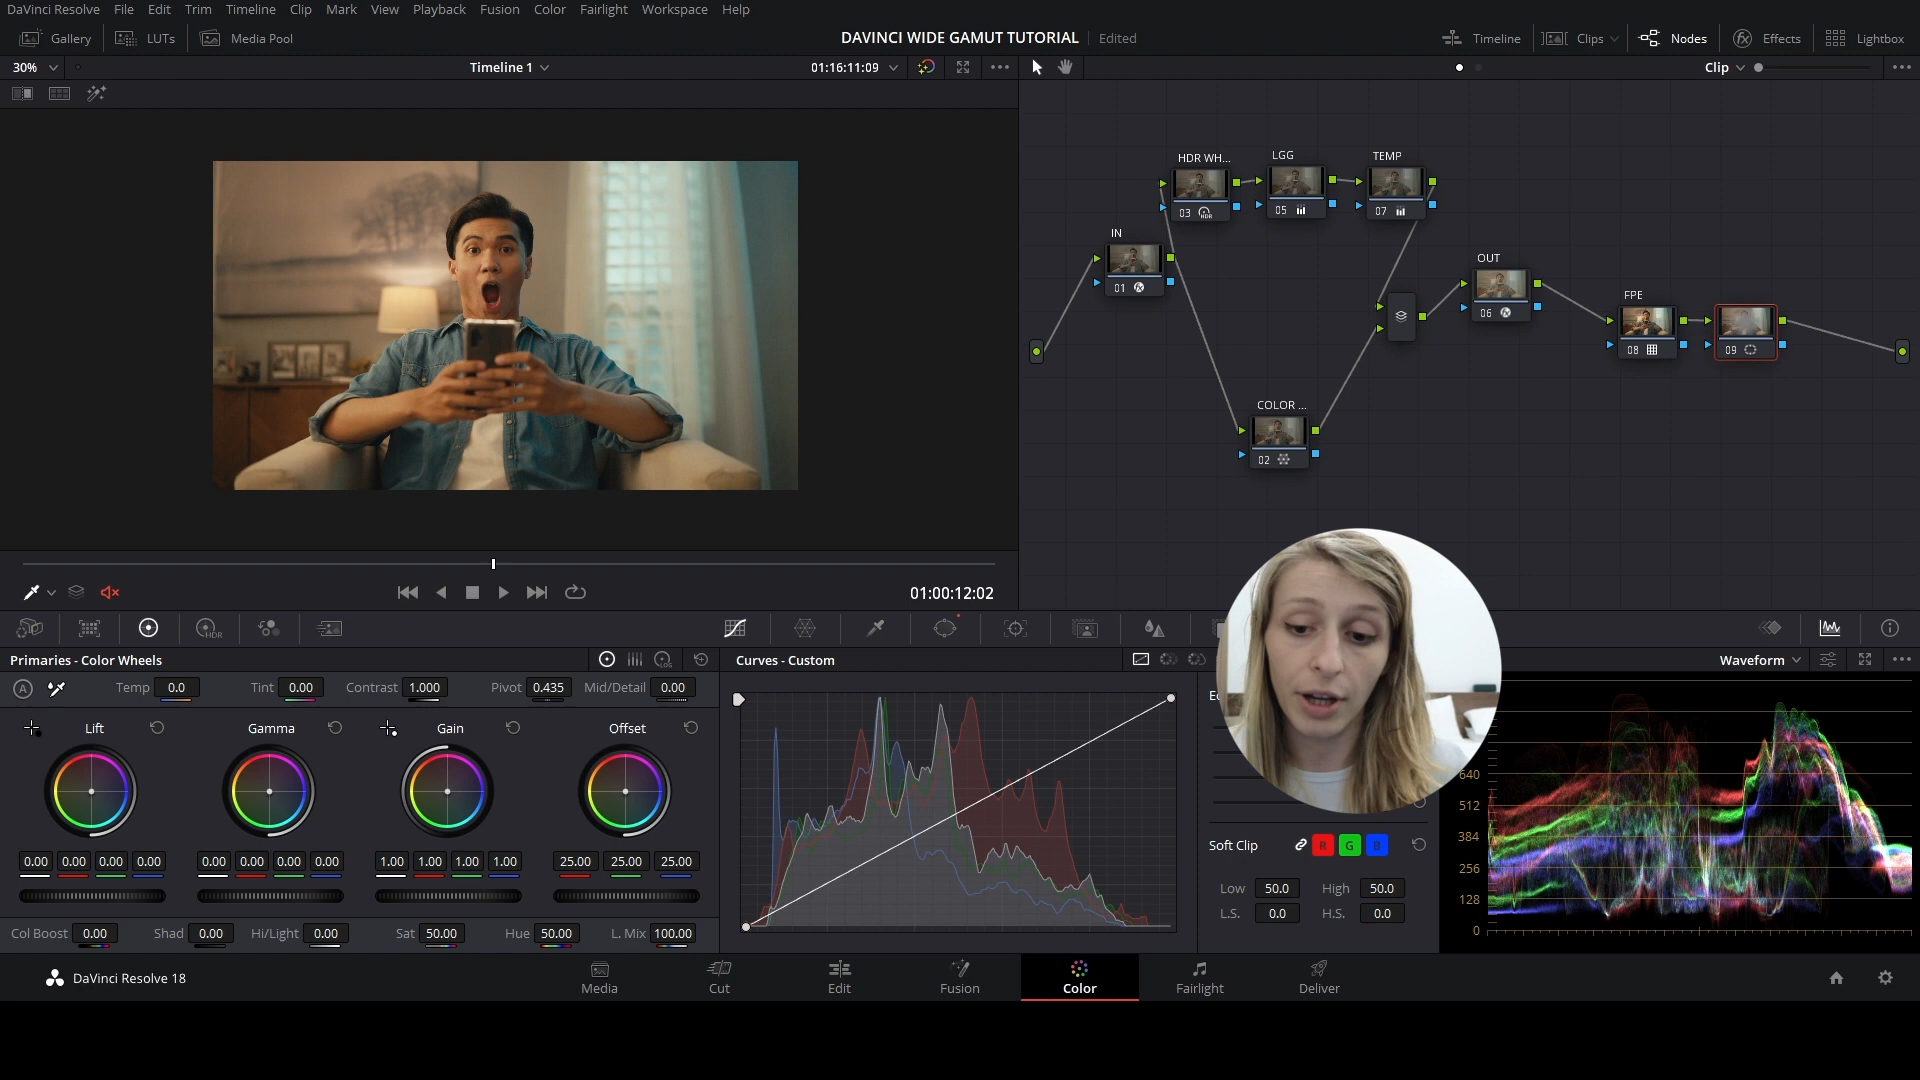 DaVinci Resolve File Edit Trim Timeline Clip Mark View Playback Fusion Color Fairlight Workspace Help
Gallery LUTs Media Pool DAVINCI WIDE GAMUT TUTORIAL Edited Timeline Clips Nodes Effects Lightbox
30% Timeline 1 01:16:11:09 Clip
HDR WH... LGG TEMP
03 HDR 05 07
IN
01
OUT
06
FPE
08 09
COLOR ...
02
01:00:12:02
HDR
Primaries - Color Wheels LOG Curves - Custom Waveform
A Temp 0.0 Tint 0.00 Contrast 1.000 Pivot 0.435 Mid/Detail 0.00
Lift Gamma Gain Offset
640
512
384
256
128
0
0.00 0.00 0.00 0.00 0.00 0.00 0.00 0.00 1.00 1.00 1.00 1.00 25.00 25.00 25.00
Soft Clip R G B
Low 50.0 High 50.0
L.S. 0.0 H.S. 0.0
Col Boost 0.00 Shad 0.00 Hi/Light 0.00 Sat 50.00 Hue 50.00 L. Mix 100.00
DaVinci Resolve 18 Media Cut Edit Fusion Color Fairlight Deliver